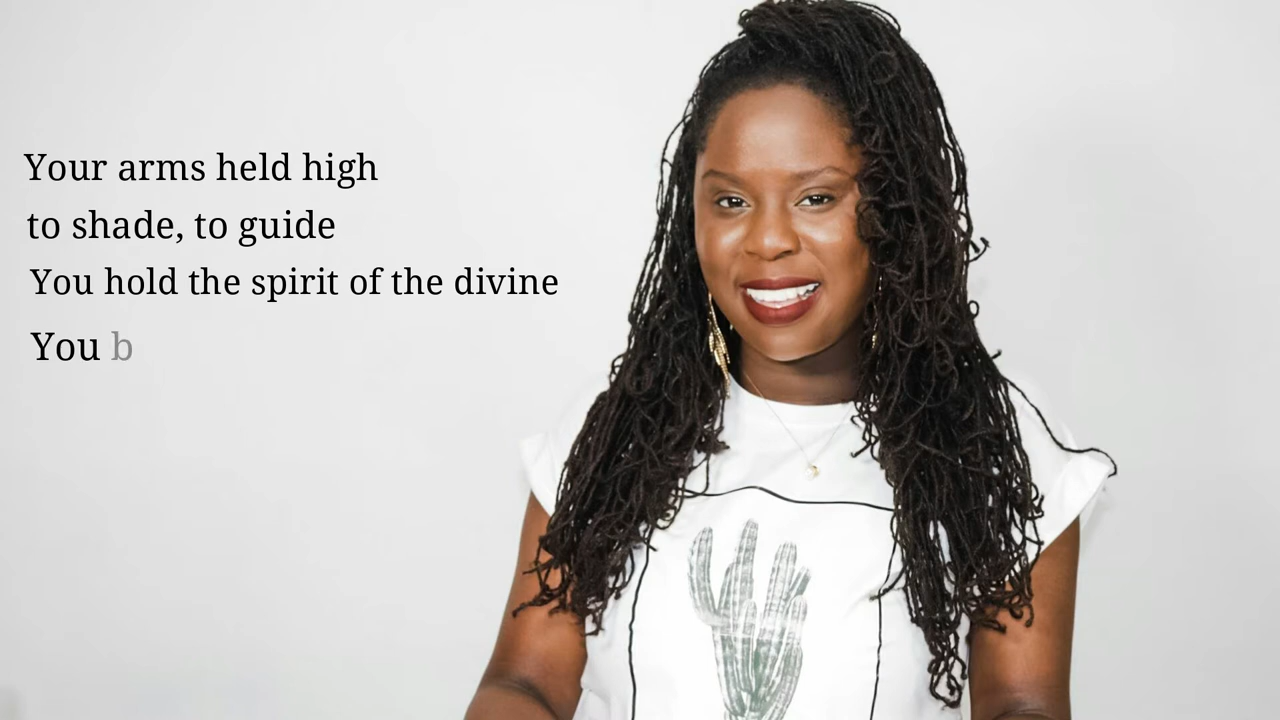 Your arms held high
to shade, to guide
You hold the spirit of the divine
You b